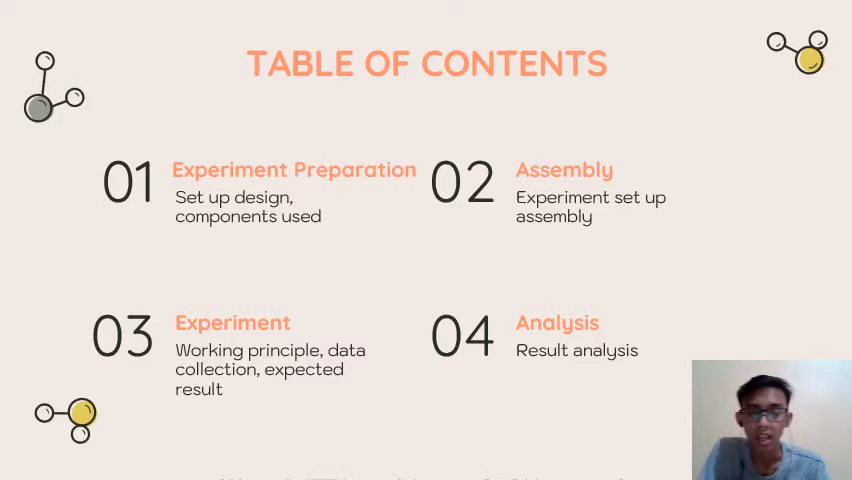 TABLE OF CONTENTS
01
Experiment Preparation
Set up design,
components used
02
Assembly
Experiment set up
assembly
03
Experiment
Working principle, data
collection, expected
result
04
Analysis
Result analysis